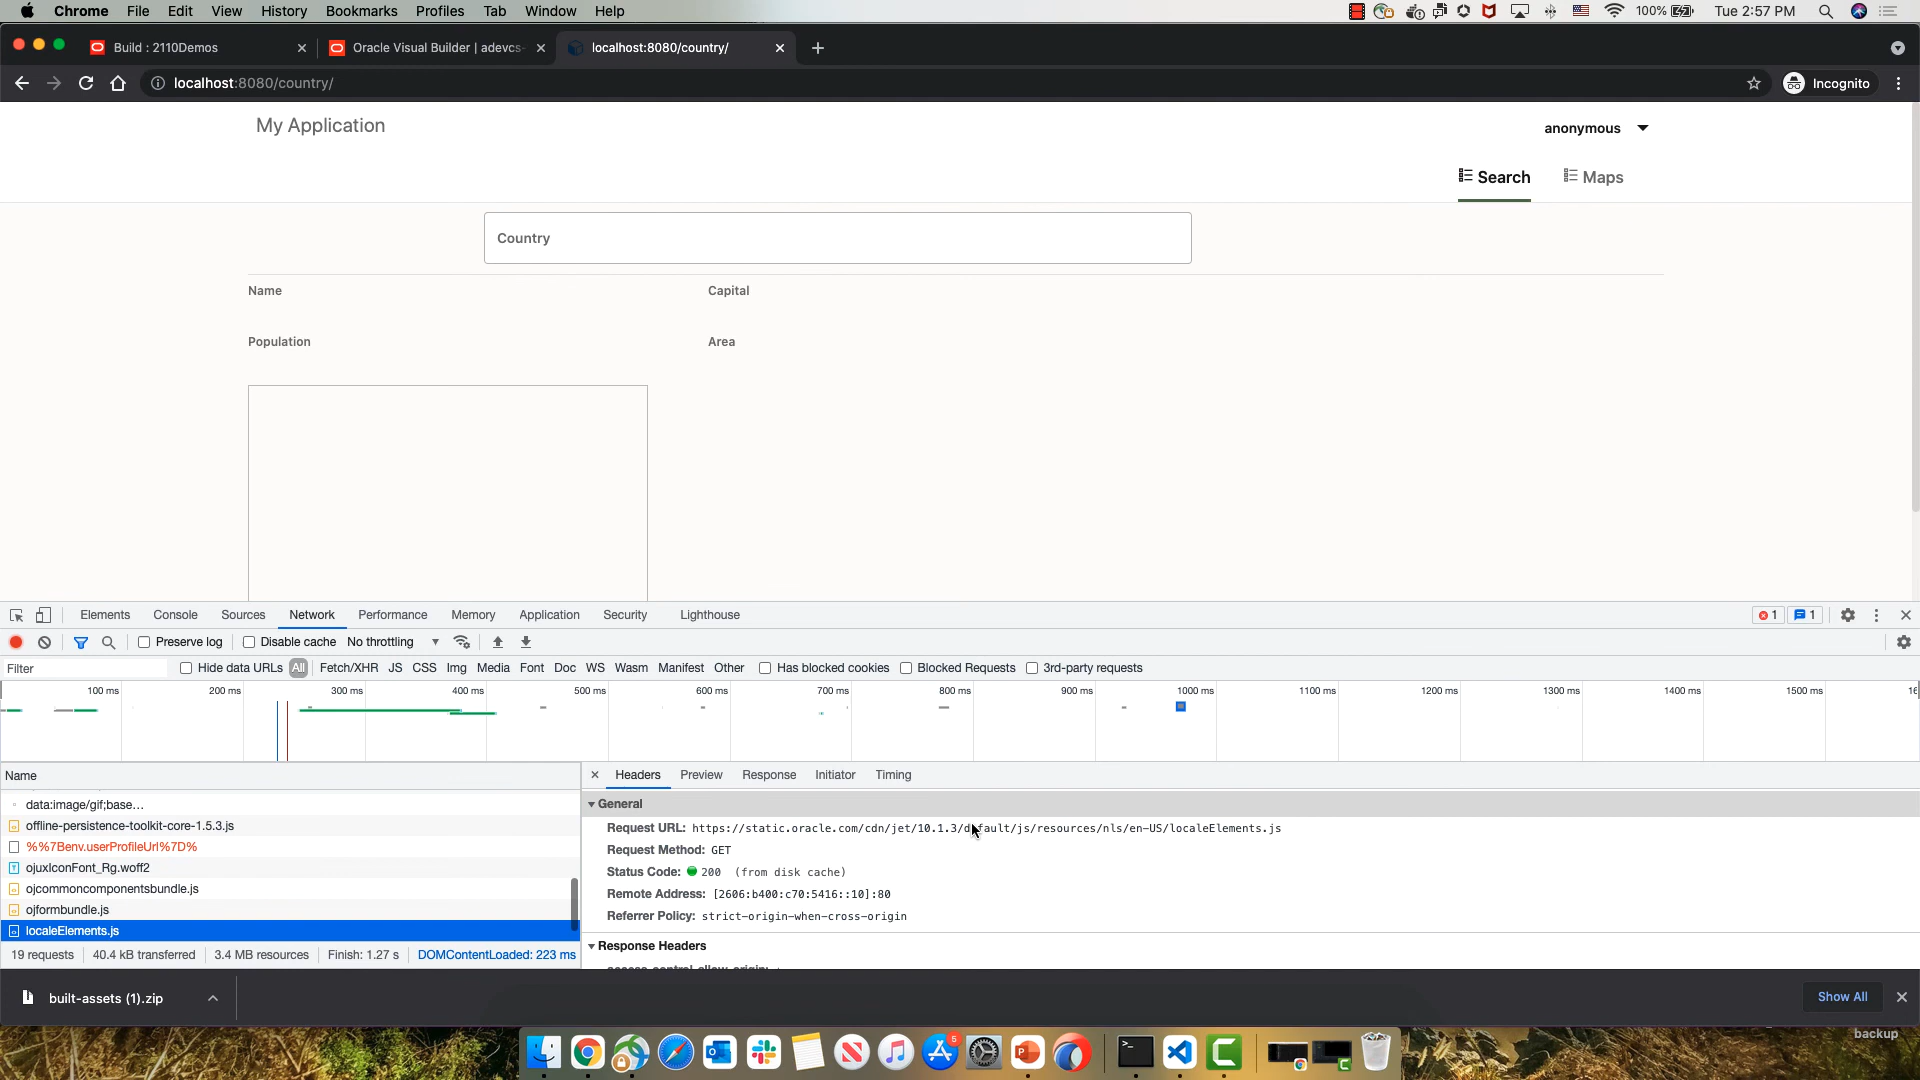 Chrome File Edit View History Bookmarks Profiles Tab Window Help 100% Tue 2:57 PM
Build : 2110Demos Oracle Visual Builder | adevcs- localhost:8080/country/
localhost:8080/country/ Incognito
My Application
anonymous
Search Maps
Country
Name Capital
Population Area
Elements Console Sources Network Performance Memory Application Security Lighthouse 1 1
Preserve log Disable cache No throttling
Filter Hide data URLs All Fetch/XHR JS CSS Img Media Font Doc WS Wasm Manifest Other Has blocked cookies Blocked Requests 3rd-party requests
100 ms 200 ms 300 ms 400 ms 500 ms 600 ms 700 ms 800 ms 900 ms 1000 ms 1100 ms 1200 ms 1300 ms 1400 ms 1500 ms
Name
Headers Preview Response Initiator Timing
data:image/gif;base…
offline-persistence-toolkit-core-1.5.3.js
%%7Benv.userProfileUrl%7D%
ojuxIconFont_Rg.woff2
ojcommoncomponentsbundle.js
ojformbundle.js
localeElements.js
General
Request URL: https://static.oracle.com/cdn/jet/10.1.3/default/js/resources/nls/en-US/localeElements.js
Request Method: GET
Status Code: 200 (from disk cache)
Remote Address: [2606:b400:c70:5416::10]:80
Referrer Policy: strict-origin-when-cross-origin
Response Headers
19 requests 40.4 kB transferred 3.4 MB resources Finish: 1.27 s DOMContentLoaded: 223 ms
built-assets (1).zip Show All
5
backup